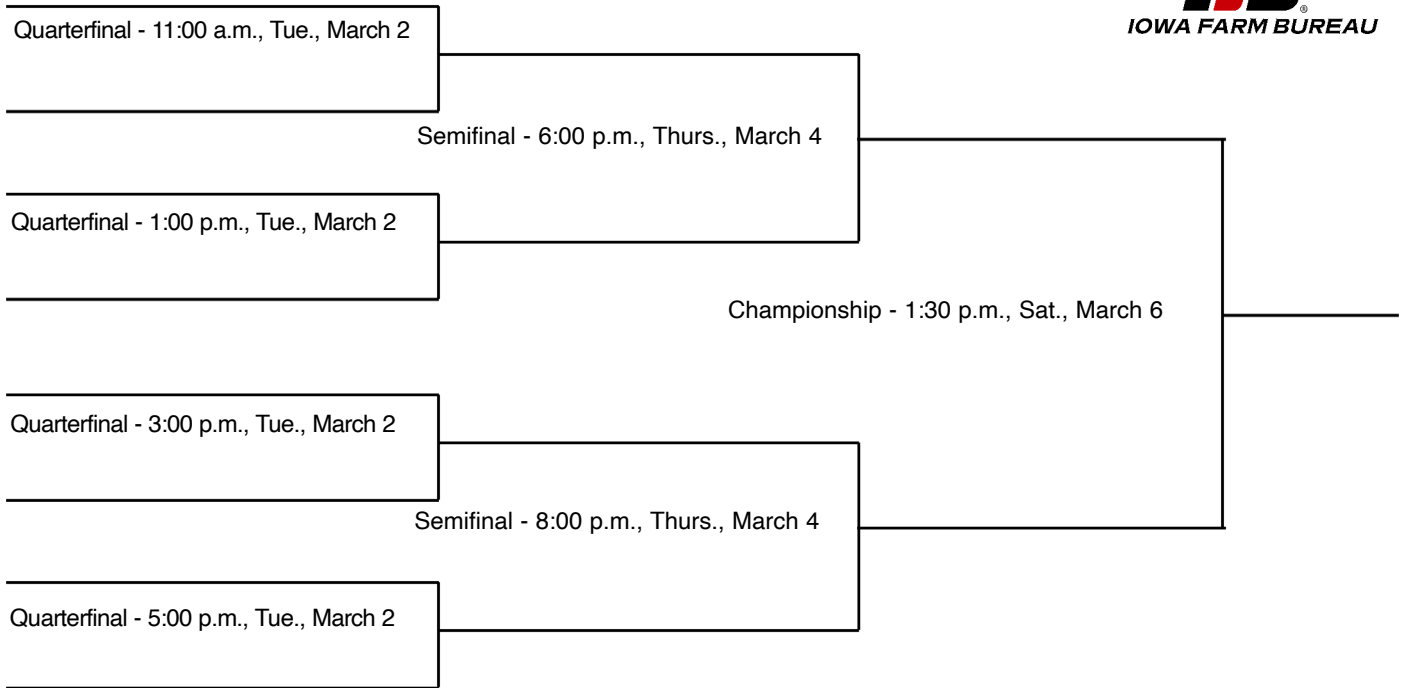 IOWA FARM BUREAU
Quarterfinal - 11:00 a.m., Tue., March 2
Semifinal - 6:00 p.m., Thurs., March 4
Quarterfinal - 1:00 p.m., Tue., March 2
Championship - 1:30 p.m., Sat., March 6
Quarterfinal - 3:00 p.m., Tue., March 2
Semifinal - 8:00 p.m., Thurs., March 4
Quarterfinal - 5:00 p.m., Tue., March 2